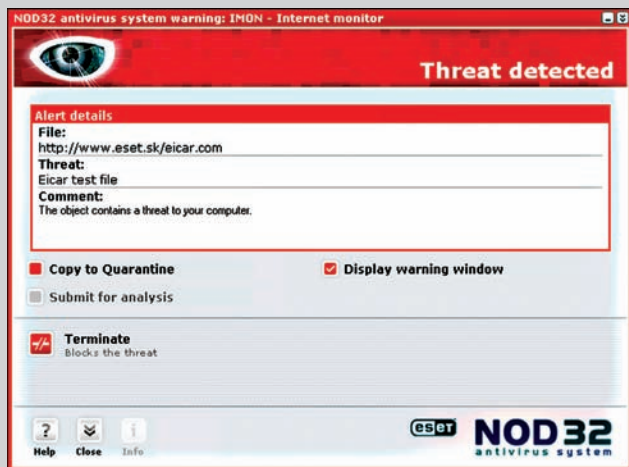 NOD32 antivirus system warning: IMON - Internet monitor
Threat detected
Alert details
File:
http://www.eset.sk/eicar.com
Threat:
Eicar test file
Comment:
The object contains a threat to your computer.
Copy to Quarantine
Display warning window
Submit for analysis
Terminate
Blocks the threat
?
i
Help
Close
Info
eset
NOD32
antivirus system